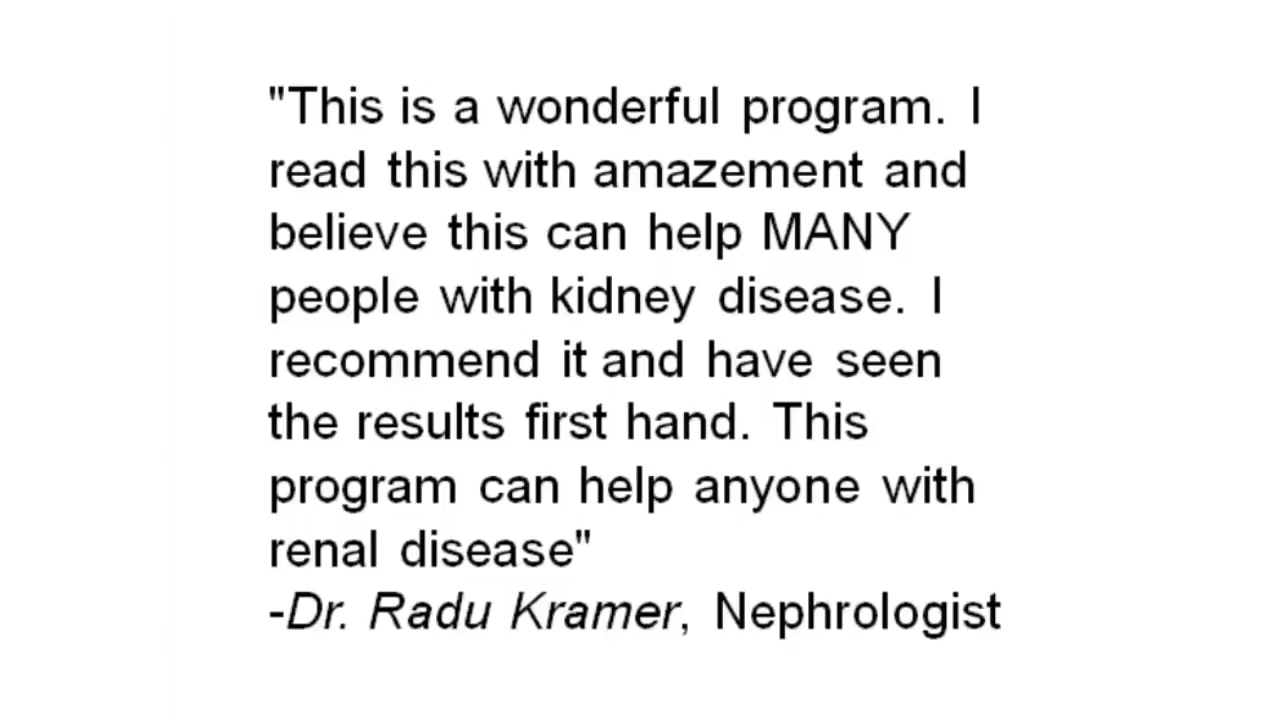 "This is a wonderful program. I
read this with amazement and
believe this can help MANY
people with kidney disease. I
recommend it and have seen
the results first hand. This
program can help anyone with
renal disease"
-Dr. Radu Kramer, Nephrologist